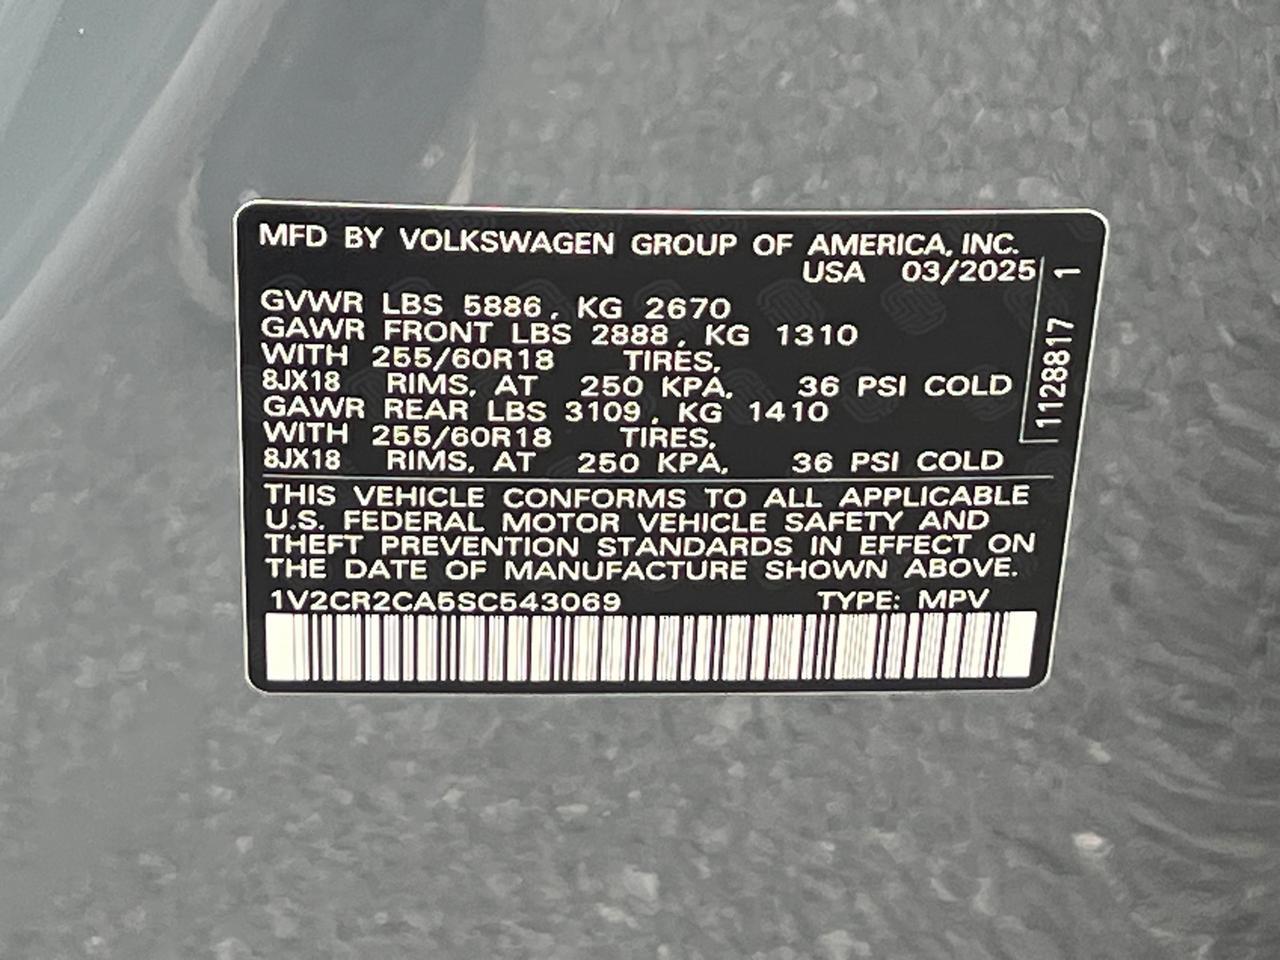 MFD BY VOLKSWAGEN GROUP OF AMERICA, INC.
USA 03/2025
GVWR LBS 5886, KG 2670
GAWR FRONT LBS 2888, KG 1310
WITH 255/60R18 TIRES,
8JX18 RIMS, AT 250 KPA, 36 PSI COLD
GAWR REAR LBS 3109, KG 1410
WITH 255/60R18 TIRES,
8JX18 RIMS, AT 250 KPA, 36 PSI COLD
1128817 1
THIS VEHICLE CONFORMS TO ALL APPLICABLE
U.S. FEDERAL MOTOR VEHICLE SAFETY AND
THEFT PREVENTION STANDARDS IN EFFECT ON
THE DATE OF MANUFACTURE SHOWN ABOVE.
1V2CR2CA5SC543069 TYPE: MPV